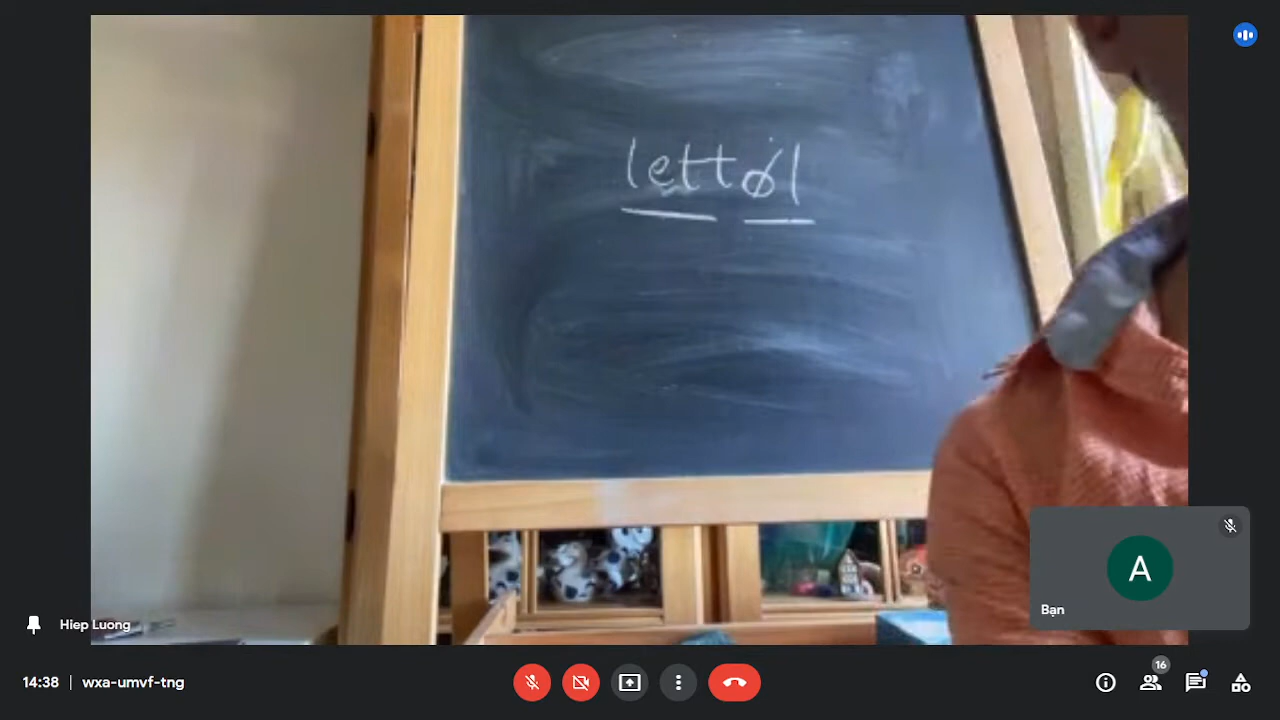 lettøl
Hiep Luong
A
Bạn
14:38 | wxa-umvf-tng
16